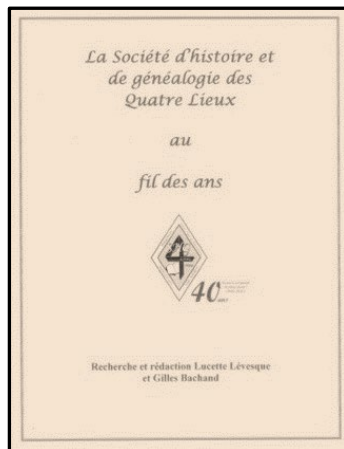 La Société d'histoire et
de généalogie des
Quatre Lieux
au
fil des ans
4
40
Recherche et rédaction Lucette Lévesque
et Gilles Bachand